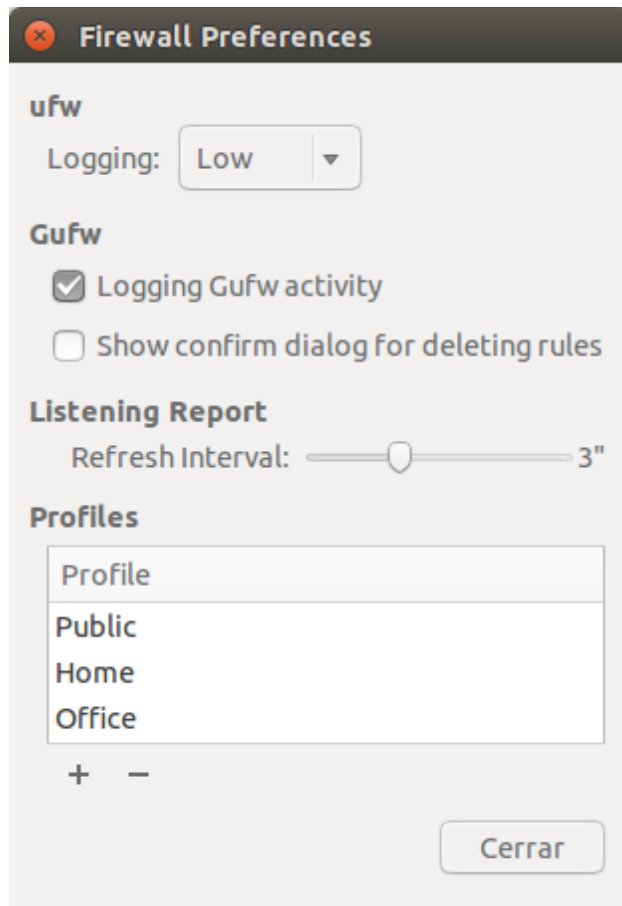 Firewall Preferences
ufw
Logging: Low
Gufw
Logging Gufw activity
Show confirm dialog for deleting rules
Listening Report
Refresh Interval: 3"
Profiles
Profile
Public
Home
Office
+ −
Cerrar